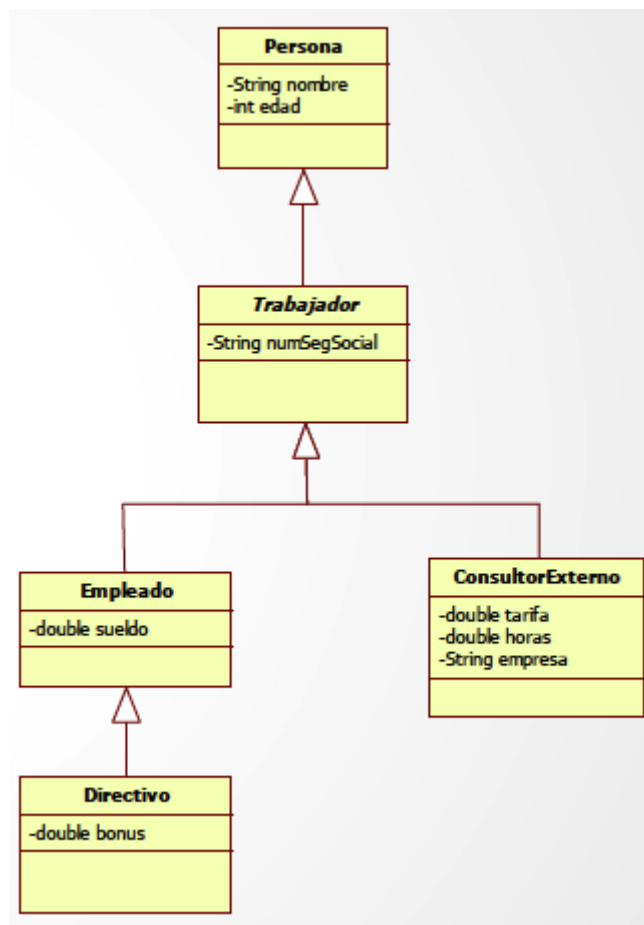 Persona
-String nombre
-int edad
Trabajador
-String numSegSocial
Empleado
-double sueldo
ConsultorExterno
-double tarifa
-double horas
-String empresa
Directivo
-double bonus